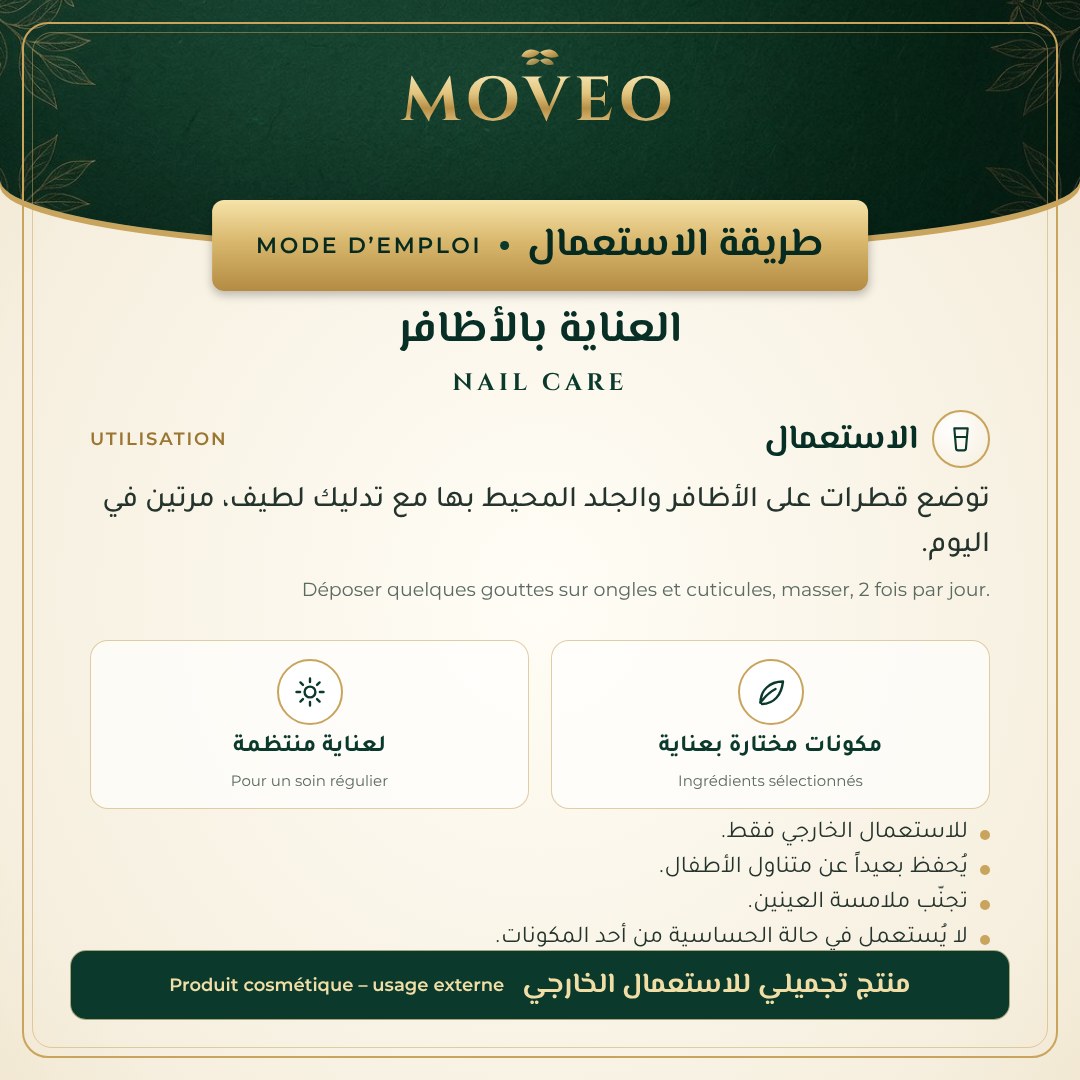 MOVEO
طريقة الاستعمال • MODE D’EMPLOI
العناية بالأظافر
NAIL CARE
الاستعمال
UTILISATION
توضع قطرات على الأظافر والجلد المحيط بها مع تدليك لطيف، مرتين في
اليوم.
Déposer quelques gouttes sur ongles et cuticules, masser, 2 fois par jour.
مكونات مختارة بعناية
Ingrédients sélectionnés
لعناية منتظمة
Pour un soin régulier
للاستعمال الخارجي فقط.
يُحفظ بعيداً عن متناول الأطفال.
تجنّب ملامسة العينين.
لا يُستعمل في حالة الحساسية من أحد المكونات.
منتج تجميلي للاستعمال الخارجي Produit cosmétique – usage externe